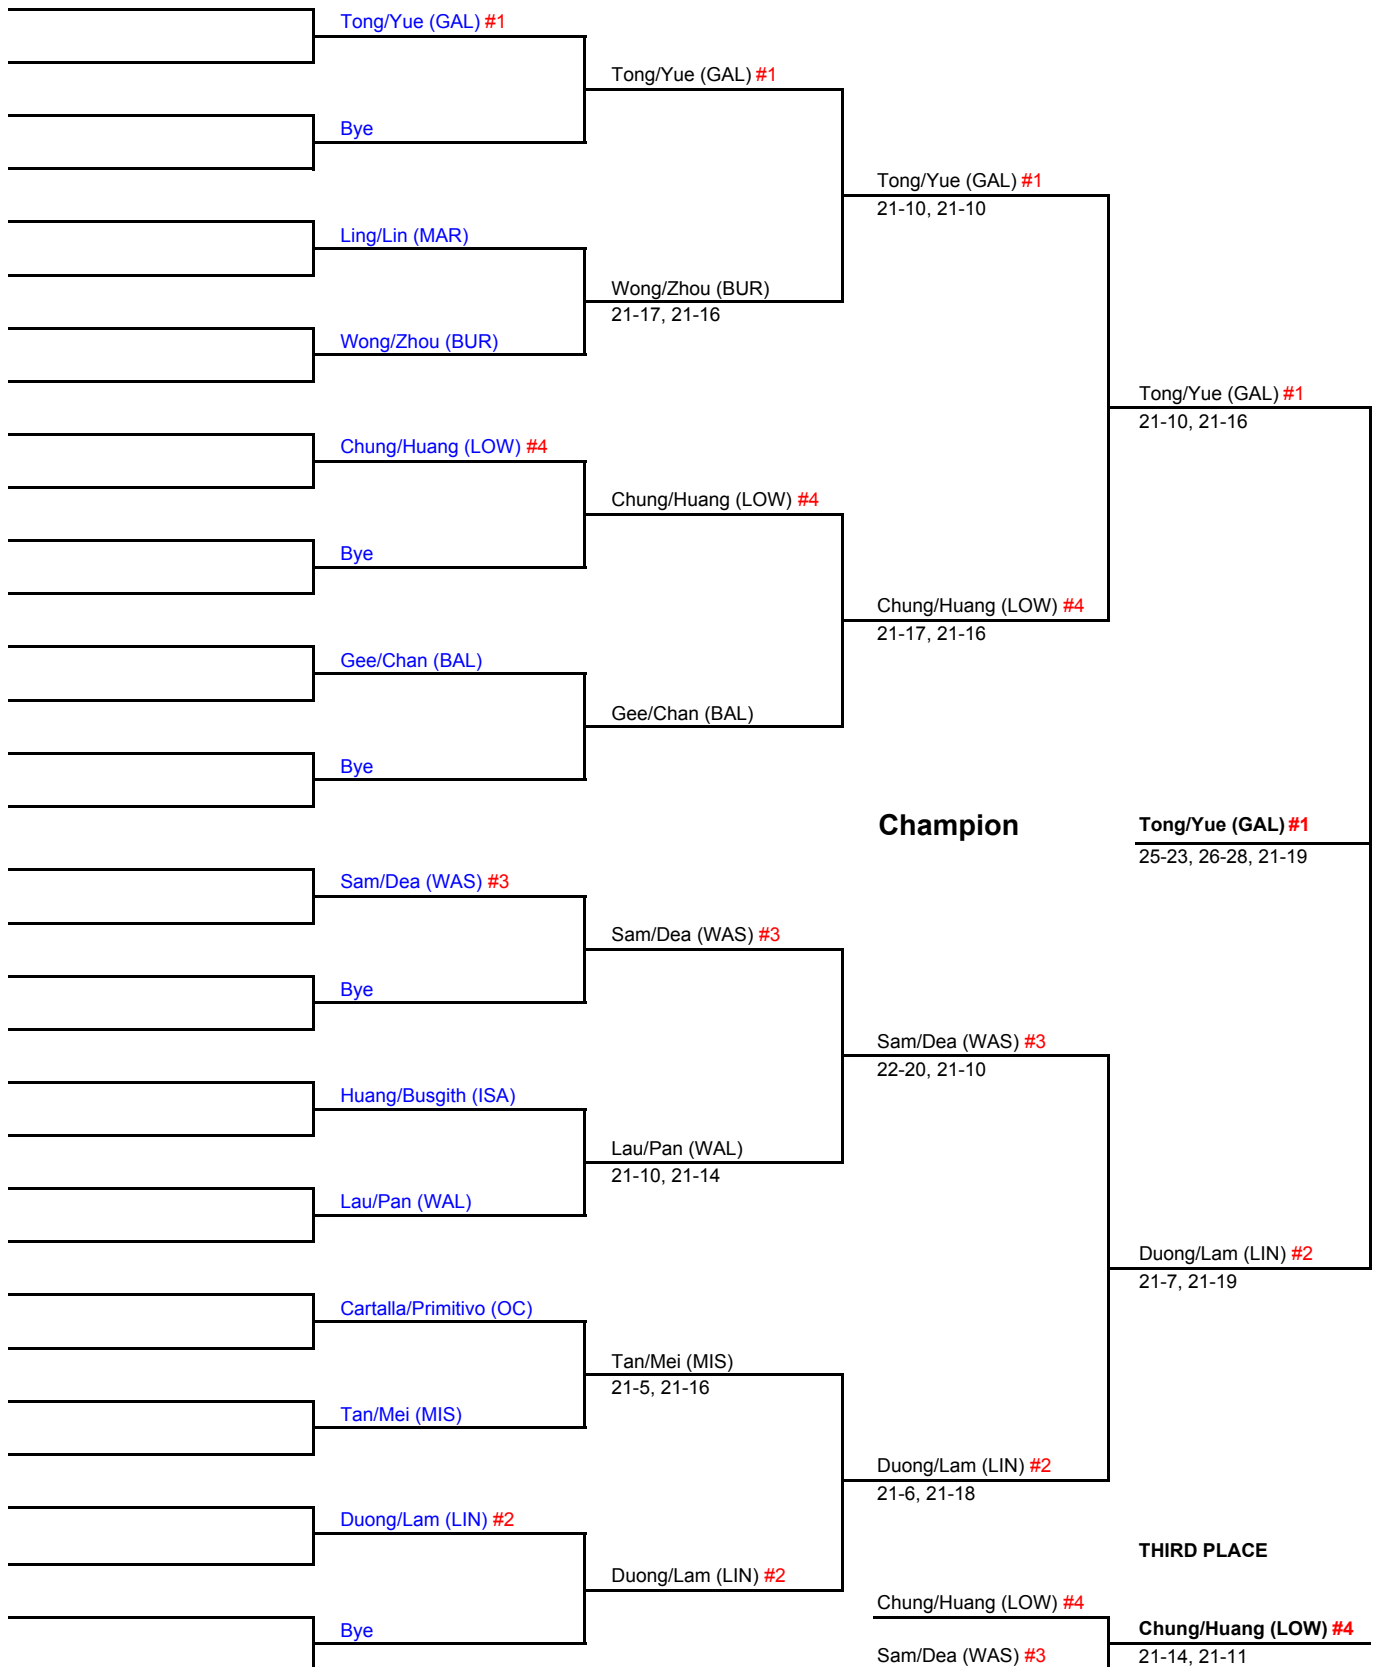 Tong/Yue (GAL) #1
Tong/Yue (GAL) #1
Bye
Tong/Yue (GAL) #1
21-10, 21-10
Ling/Lin (MAR)
Wong/Zhou (BUR)
21-17, 21-16
Wong/Zhou (BUR)
Tong/Yue (GAL) #1
21-10, 21-16
Chung/Huang (LOW) #4
Chung/Huang (LOW) #4
Bye
Chung/Huang (LOW) #4
21-17, 21-16
Gee/Chan (BAL)
Gee/Chan (BAL)
Bye
Champion
Tong/Yue (GAL) #1
25-23, 26-28, 21-19
Sam/Dea (WAS) #3
Sam/Dea (WAS) #3
Bye
Sam/Dea (WAS) #3
22-20, 21-10
Huang/Busgith (ISA)
Lau/Pan (WAL)
21-10, 21-14
Lau/Pan (WAL)
Duong/Lam (LIN) #2
21-7, 21-19
Cartalla/Primitivo (OC)
Tan/Mei (MIS)
21-5, 21-16
Tan/Mei (MIS)
Duong/Lam (LIN) #2
21-6, 21-18
Duong/Lam (LIN) #2
THIRD PLACE
Duong/Lam (LIN) #2
Chung/Huang (LOW) #4
Bye
Chung/Huang (LOW) #4
Sam/Dea (WAS) #3
21-14, 21-11